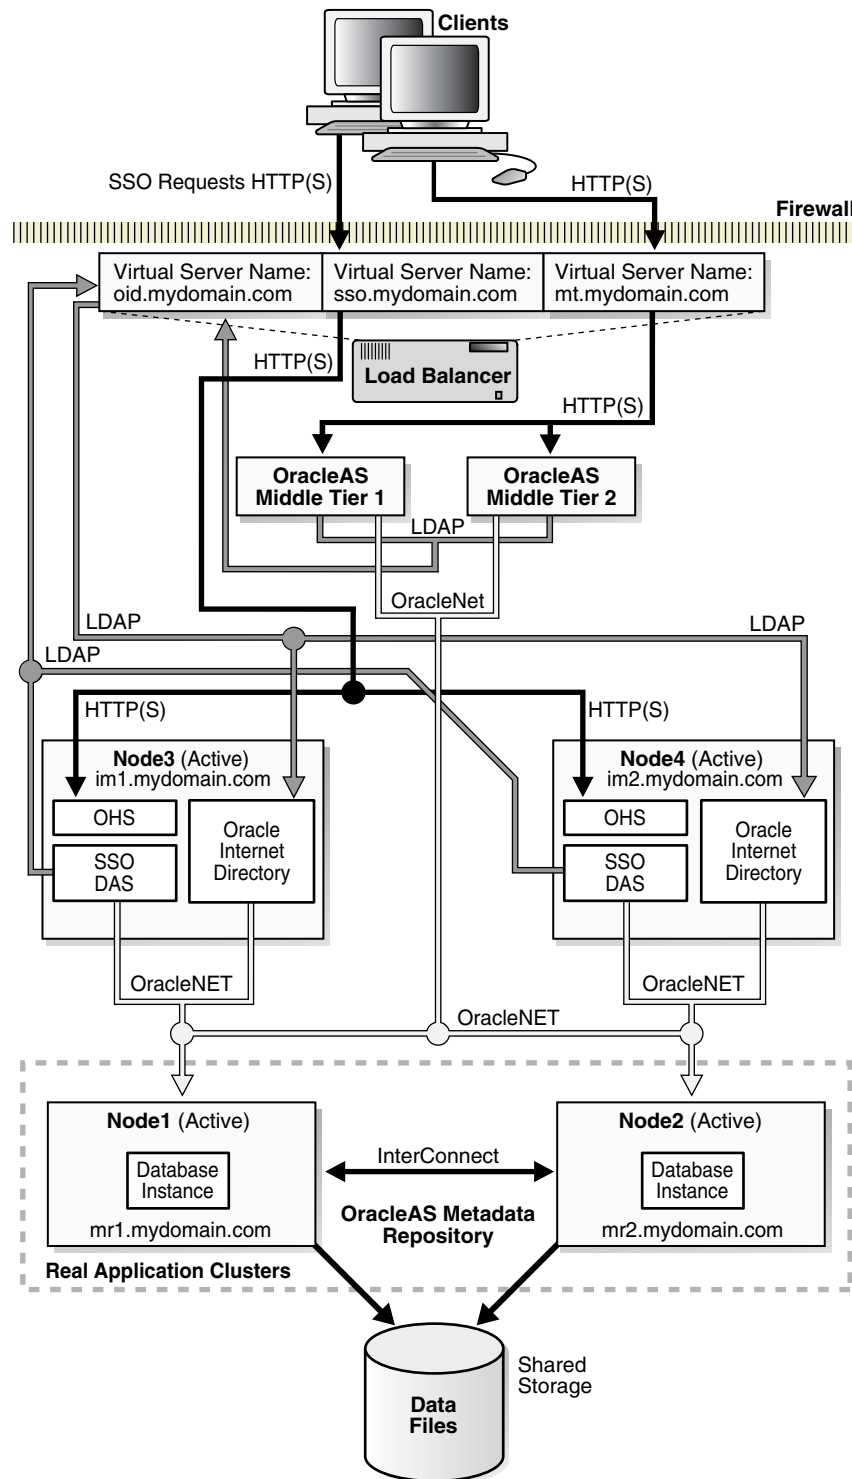 Clients
SSO Requests HTTP(S)
HTTP(S)
Firewall
Virtual Server Name:
oid.mydomain.com
Virtual Server Name:
sso.mydomain.com
Virtual Server Name:
mt.mydomain.com
HTTP(S)
Load Balancer
HTTP(S)
OracleAS
Middle Tier 1
OracleAS
Middle Tier 2
LDAP
OracleNet
LDAP
LDAP
LDAP
HTTP(S)
HTTP(S)
Node3 (Active)
im1.mydomain.com
OHS
SSO
DAS
Oracle
Internet
Directory
Node4 (Active)
im2.mydomain.com
OHS
SSO
DAS
Oracle
Internet
Directory
OracleNET
OracleNET
OracleNET
Node1 (Active)
Database
Instance
mr1.mydomain.com
InterConnect
OracleAS Metadata
Repository
Node2 (Active)
Database
Instance
mr2.mydomain.com
Real Application Clusters
Shared
Storage
Data
Files